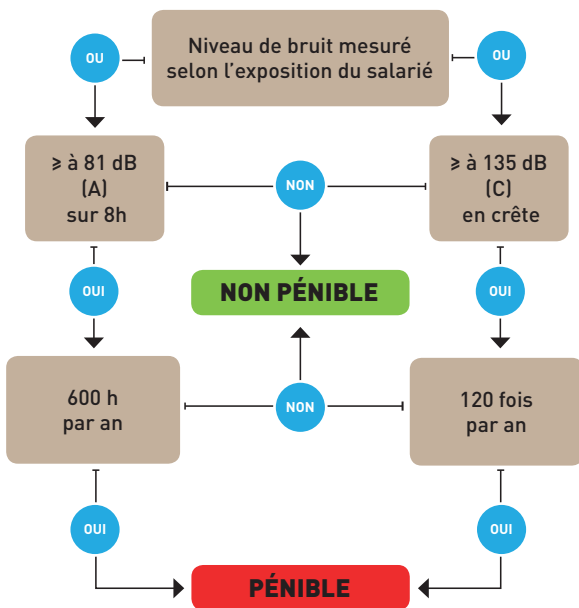 Niveau de bruit mesuré
selon l'exposition du salarié
OU
OU
≥ à 81 dB
(A)
sur 8h
NON
≥ à 135 dB
(C)
en crête
OUI
NON PÉNIBLE
OUI
600 h
par an
NON
120 fois
par an
OUI
OUI
PÉNIBLE